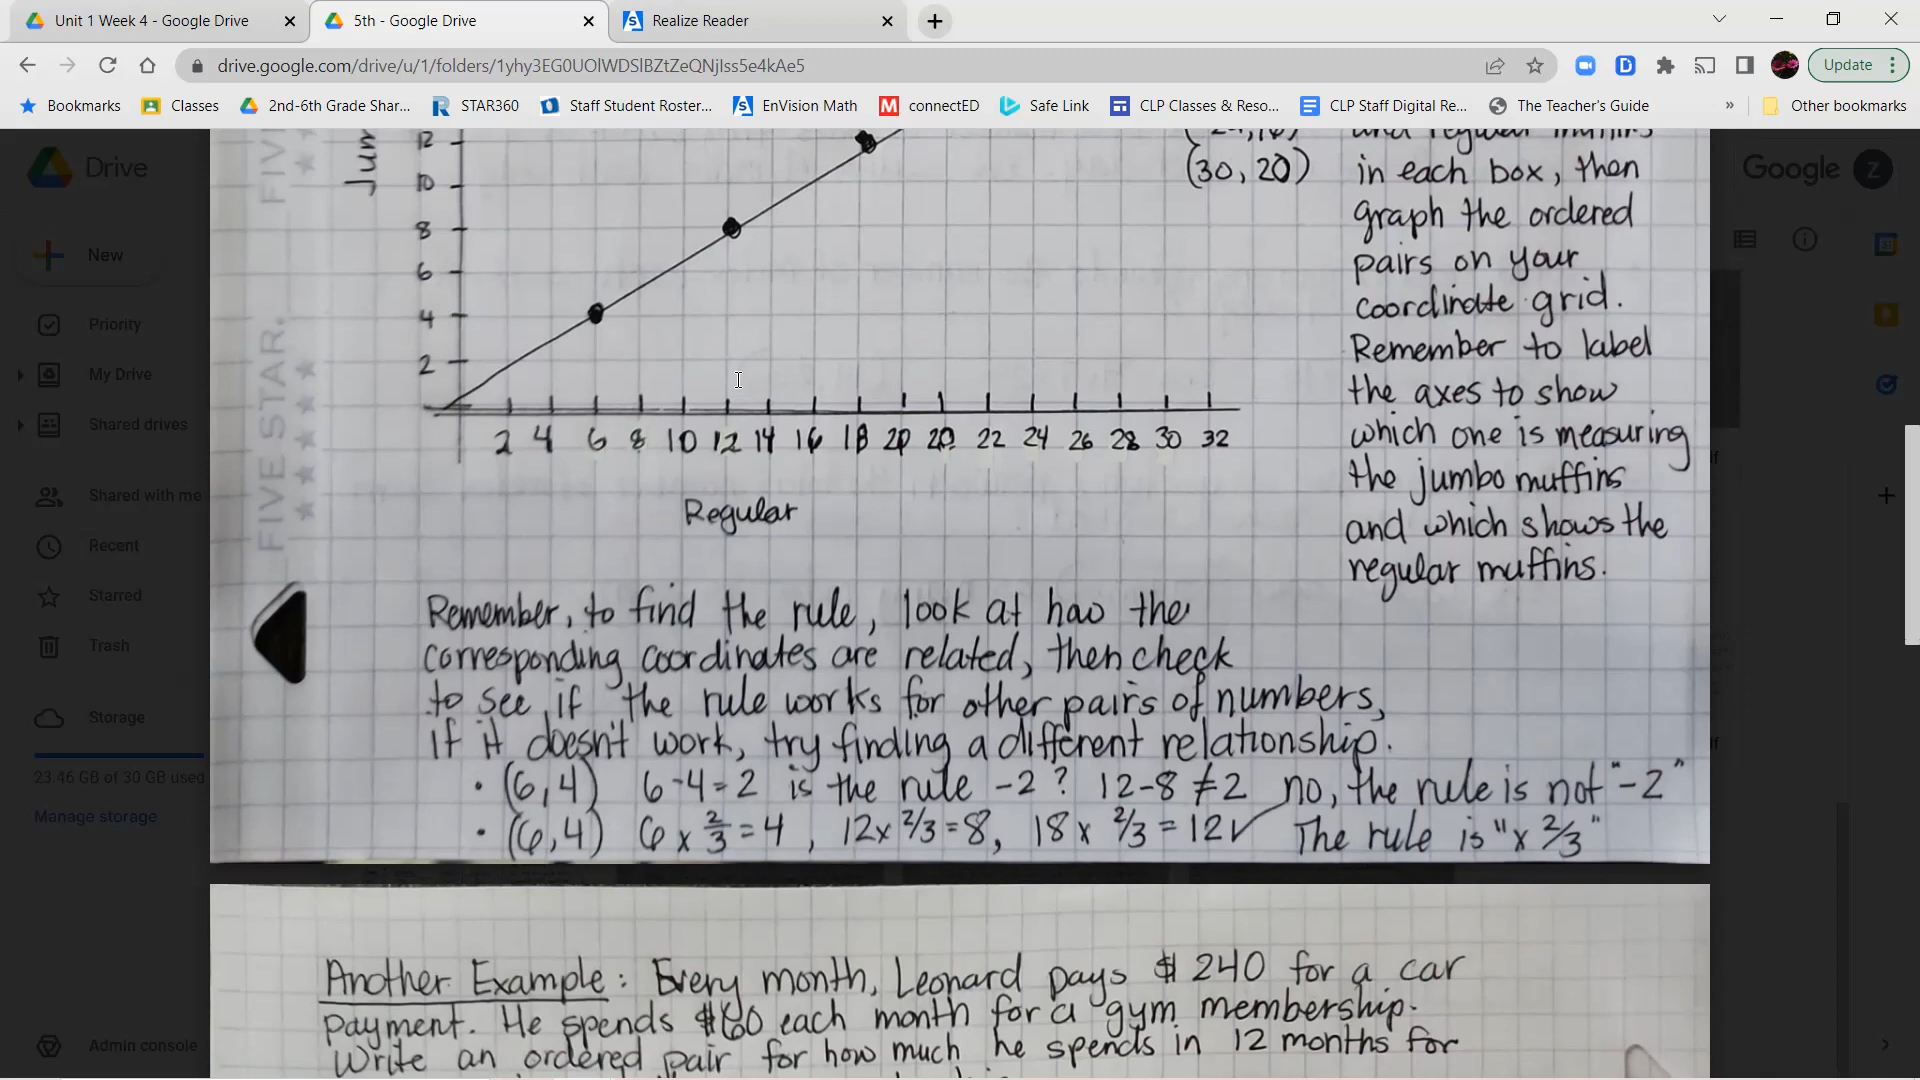 Unit 1 Week 4 - Google Drive
5th - Google Drive
Realize Reader
drive.google.com/drive/u/1/folders/1yhy3EG0UOlWDSlBZtZeQNjIss5e4kAe5
Update
Bookmarks
Classes
2nd-6th Grade Shar...
STAR360
Staff Student Roster...
EnVision Math
connectED
Safe Link
CLP Classes & Reso...
CLP Staff Digital Re...
The Teacher's Guide
» Other bookmarks
Drive
New
Priority
My Drive
Shared drives
Shared with me
Recent
Starred
Trash
Storage
23.46 GB of 30 GB used
Manage storage
Admin console
Google
Z
FIVE STAR.
Jum
12
10
8
6
4
2
2 4 6 8 10 12 14 16 18 20 20 22 24 26 28 30 32
Regular
(30, 20)
and regular muffins
in each box, then
graph the ordered
pairs on your
coordinate grid.
Remember to label
the axes to show
which one is measuring
the jumbo muffins
and which shows the
regular muffins.
Remember, to find the rule, look at how the
corresponding coordinates are related, then check
to see if the rule works for other pairs of numbers,
If it doesn't work, try finding a different relationship.
• (6,4) 6-4=2 is the rule -2? 12-8≠2 no, the rule is not "-2"
• (6,4) 6 x 2/3 = 4, 12 x 2/3 = 8, 18 x 2/3 = 12✓ The rule is "x 2/3"
Another Example: Every month, Leonard pays $240 for a car
payment. He spends $60 each month for a gym membership.
Write an ordered pair for how much he spends in 12 months for